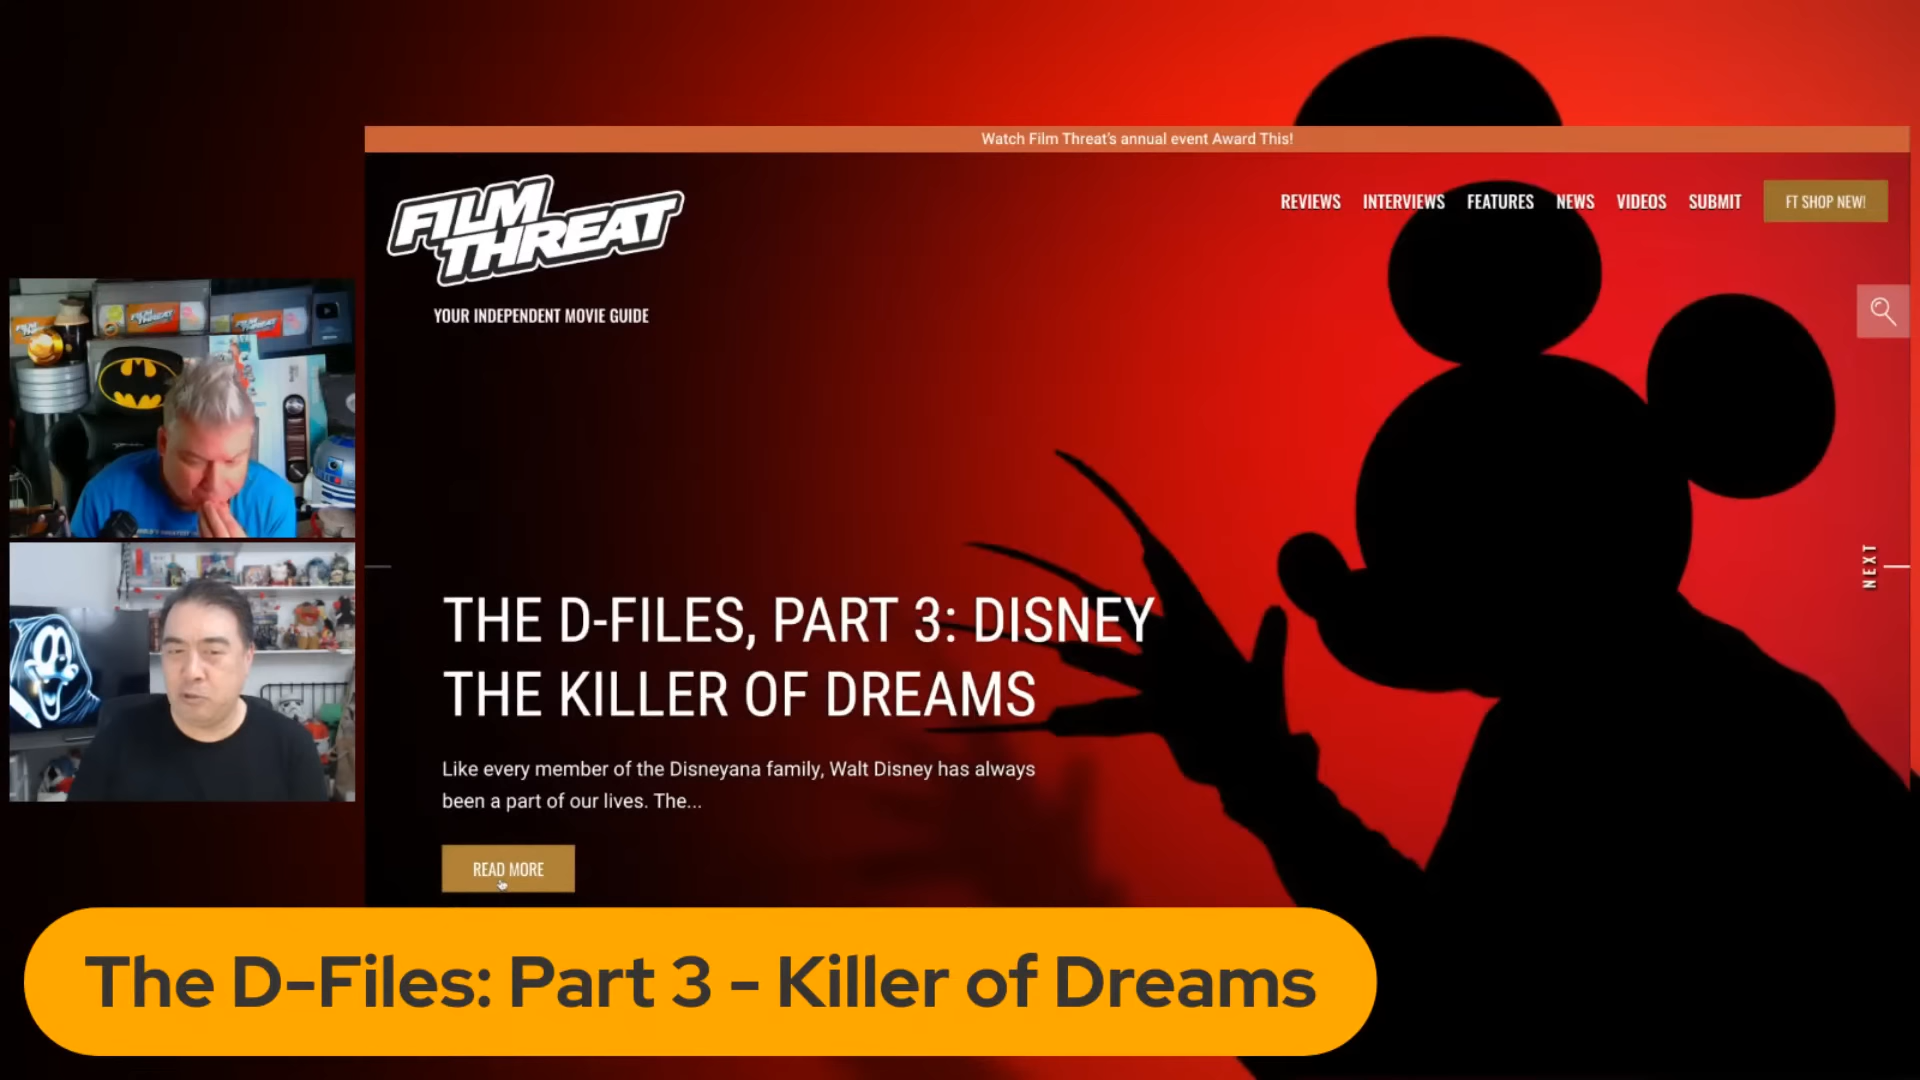 Watch Film Threat's annual event Award This!
FILM
THREAT
YOUR INDEPENDENT MOVIE GUIDE
REVIEWS INTERVIEWS FEATURES NEWS VIDEOS SUBMIT FT SHOP NEW!
FILM THREAT
NEXT
THE D-FILES, PART 3: DISNEY
THE KILLER OF DREAMS
Like every member of the Disneyana family, Walt Disney has always
been a part of our lives. The...
READ MORE
The D-Files: Part 3 - Killer of Dreams